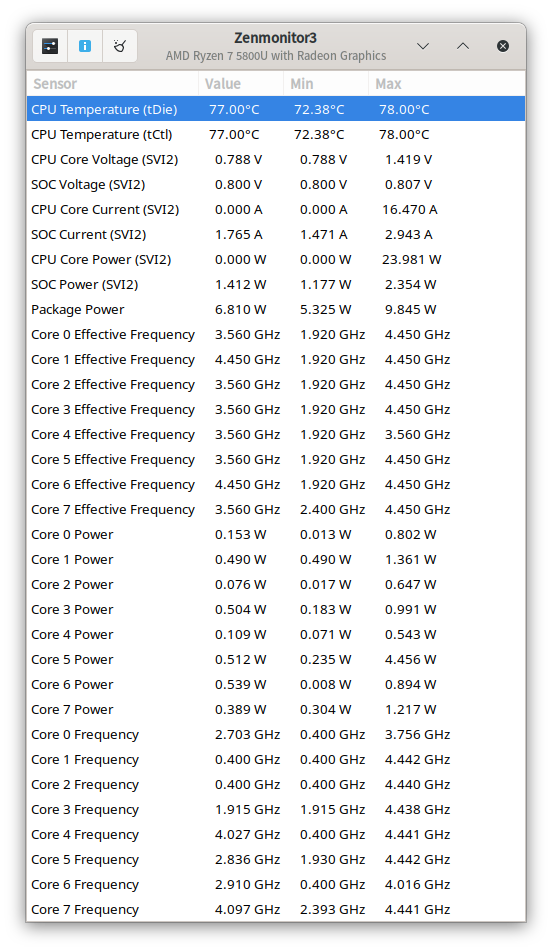 Zenmonitor3
AMD Ryzen 7 5800U with Radeon Graphics
Sensor Value Min Max
CPU Temperature (tDie) 77.00°C 72.38°C 78.00°C
CPU Temperature (tCtl) 77.00°C 72.38°C 78.00°C
CPU Core Voltage (SVI2) 0.788 V 0.788 V 1.419 V
SOC Voltage (SVI2) 0.800 V 0.800 V 0.807 V
CPU Core Current (SVI2) 0.000 A 0.000 A 16.470 A
SOC Current (SVI2) 1.765 A 1.471 A 2.943 A
CPU Core Power (SVI2) 0.000 W 0.000 W 23.981 W
SOC Power (SVI2) 1.412 W 1.177 W 2.354 W
Package Power 6.810 W 5.325 W 9.845 W
Core 0 Effective Frequency 3.560 GHz 1.920 GHz 4.450 GHz
Core 1 Effective Frequency 4.450 GHz 1.920 GHz 4.450 GHz
Core 2 Effective Frequency 3.560 GHz 1.920 GHz 4.450 GHz
Core 3 Effective Frequency 3.560 GHz 1.920 GHz 4.450 GHz
Core 4 Effective Frequency 3.560 GHz 1.920 GHz 3.560 GHz
Core 5 Effective Frequency 3.560 GHz 1.920 GHz 4.450 GHz
Core 6 Effective Frequency 4.450 GHz 1.920 GHz 4.450 GHz
Core 7 Effective Frequency 3.560 GHz 2.400 GHz 4.450 GHz
Core 0 Power 0.153 W 0.013 W 0.802 W
Core 1 Power 0.490 W 0.490 W 1.361 W
Core 2 Power 0.076 W 0.017 W 0.647 W
Core 3 Power 0.504 W 0.183 W 0.991 W
Core 4 Power 0.109 W 0.071 W 0.543 W
Core 5 Power 0.512 W 0.235 W 4.456 W
Core 6 Power 0.539 W 0.008 W 0.894 W
Core 7 Power 0.389 W 0.304 W 1.217 W
Core 0 Frequency 2.703 GHz 0.400 GHz 3.756 GHz
Core 1 Frequency 0.400 GHz 0.400 GHz 4.442 GHz
Core 2 Frequency 0.400 GHz 0.400 GHz 4.440 GHz
Core 3 Frequency 1.915 GHz 1.915 GHz 4.438 GHz
Core 4 Frequency 4.027 GHz 0.400 GHz 4.441 GHz
Core 5 Frequency 2.836 GHz 1.930 GHz 4.442 GHz
Core 6 Frequency 2.910 GHz 0.400 GHz 4.016 GHz
Core 7 Frequency 4.097 GHz 2.393 GHz 4.441 GHz